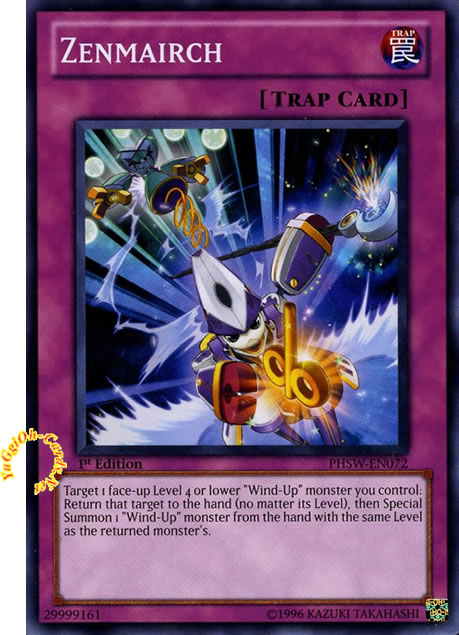 ZENMAIRCH
TRAP
罠
[TRAP CARD]
1st Edition
PHSW-EN072
Target 1 face-up Level 4 or lower "Wind-Up" monster you control:
Return that target to the hand (no matter its Level), then Special
Summon 1 "Wind-Up" monster from the hand with the same Level
as the returned monster's.
29999161
©1996 KAZUKI TAKAHASHI
YuGgiOh-Cards.Net